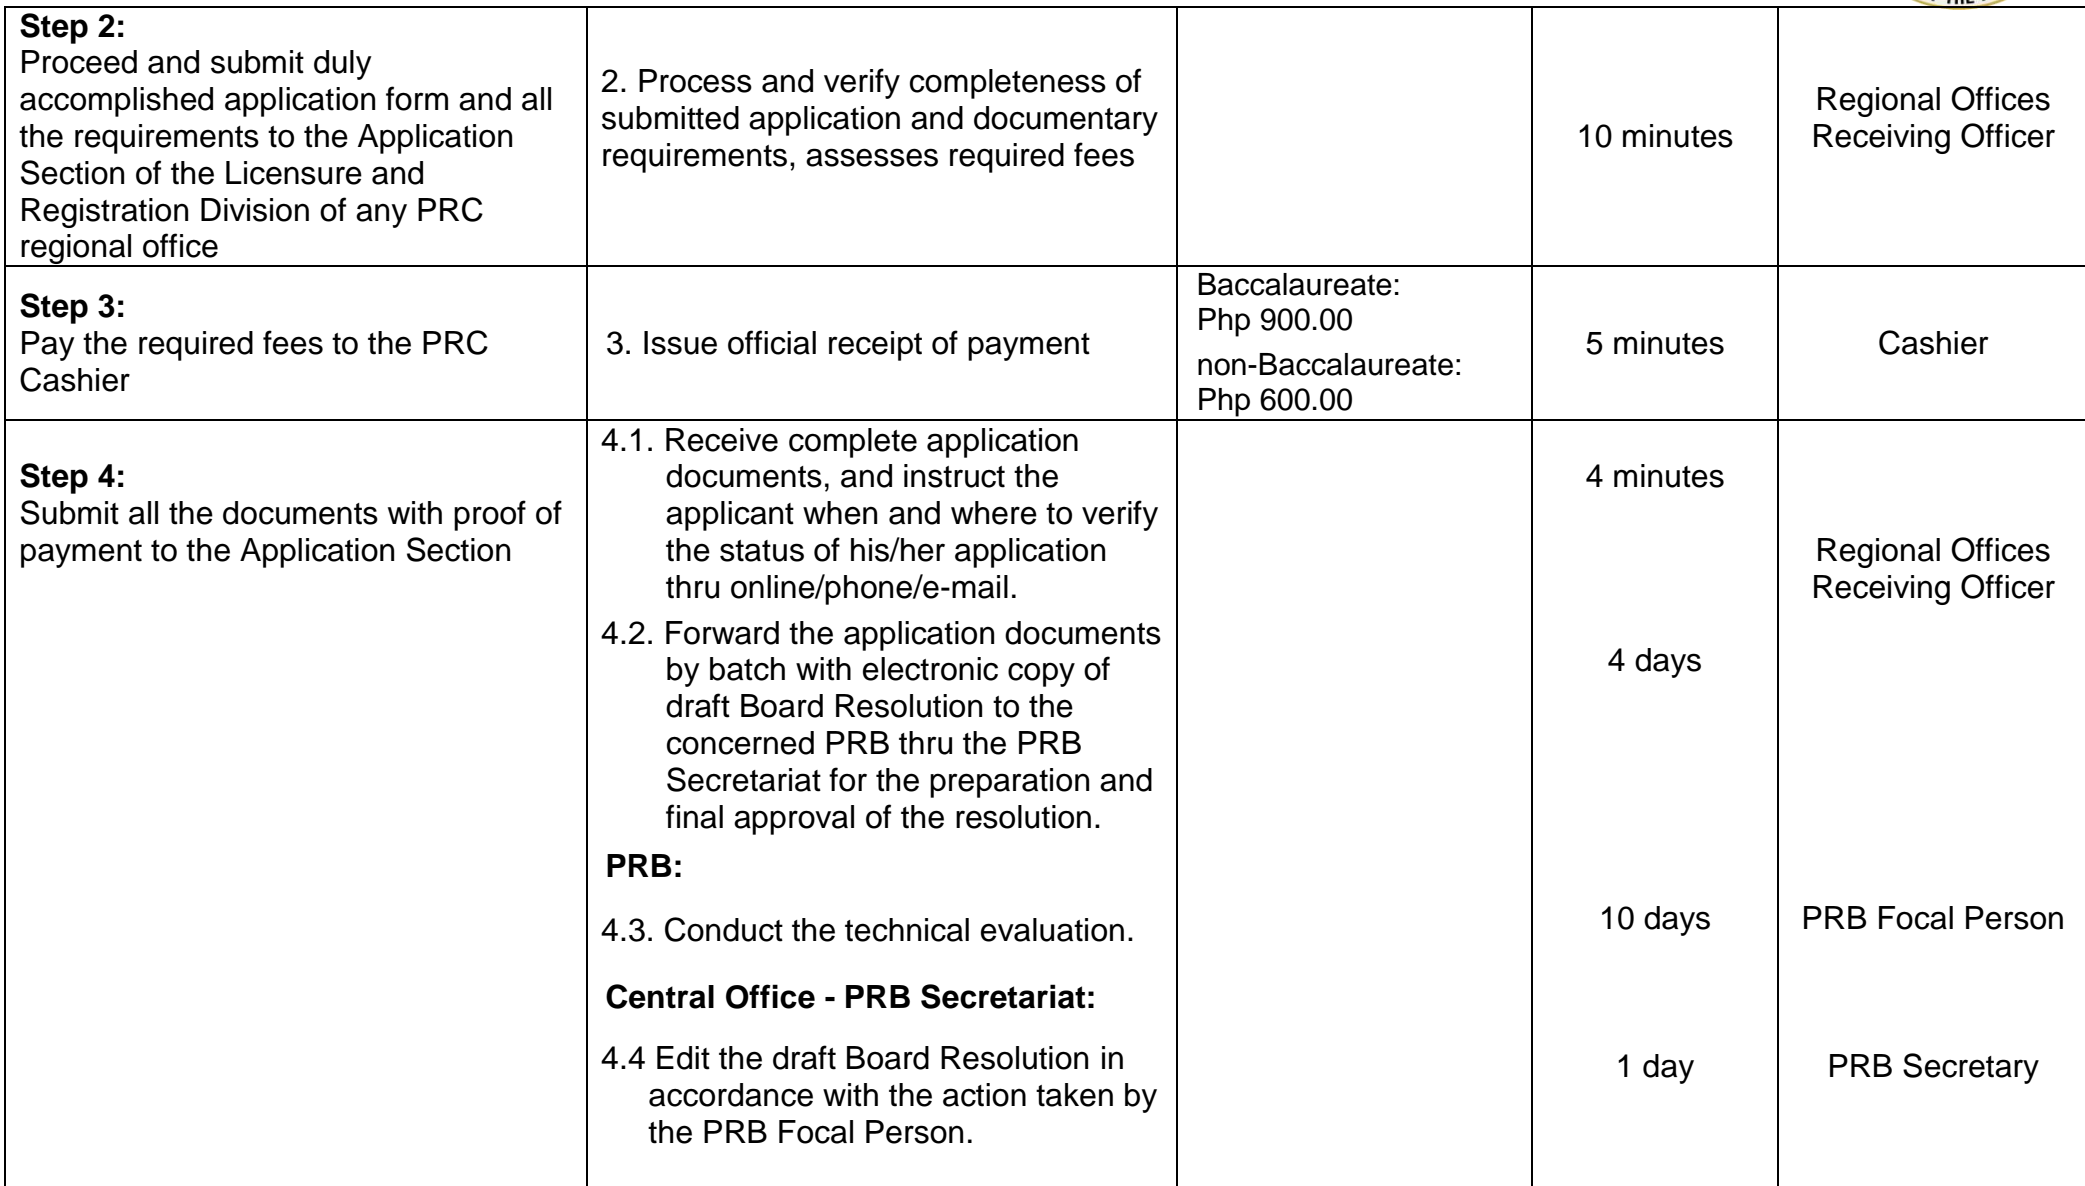 THE
Step 2:
Proceed and submit duly
accomplished application form and all
the requirements to the Application
Section of the Licensure and
Registration Division of any PRC
regional office
2. Process and verify completeness of
submitted application and documentary
requirements, assesses required fees
10 minutes
Regional Offices
Receiving Officer
Step 3:
Pay the required fees to the PRC
Cashier
3. Issue official receipt of payment
Baccalaureate:
Php 900.00
non-Baccalaureate:
Php 600.00
5 minutes
Cashier
Step 4:
Submit all the documents with proof of
payment to the Application Section
4.1. Receive complete application
documents, and instruct the
applicant when and where to verify
the status of his/her application
thru online/phone/e-mail.
4 minutes
Regional Offices
Receiving Officer
4.2. Forward the application documents
by batch with electronic copy of
draft Board Resolution to the
concerned PRB thru the PRB
Secretariat for the preparation and
final approval of the resolution.
4 days
PRB:
4.3. Conduct the technical evaluation.
10 days
PRB Focal Person
Central Office - PRB Secretariat:
4.4 Edit the draft Board Resolution in
accordance with the action taken by
the PRB Focal Person.
1 day
PRB Secretary